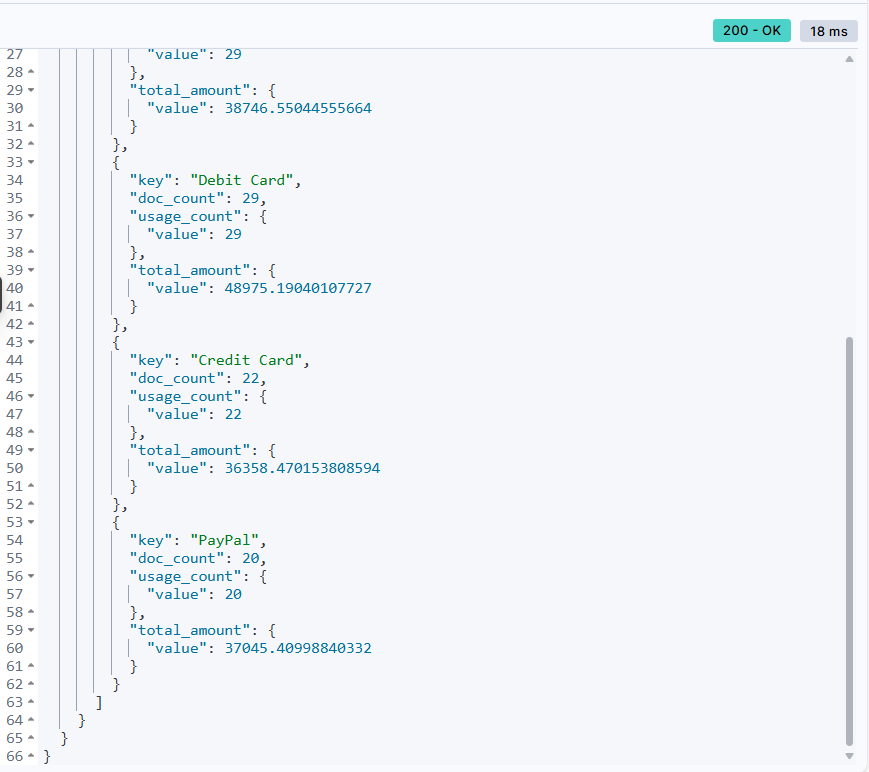 200 - OK
18 ms
27 "value": 29
28 },
29 "total_amount": {
30 "value": 38746.55044555664
31 }
32 },
33 {
34 "key": "Debit Card",
35 "doc_count": 29,
36 "usage_count": {
37 "value": 29
38 },
39 "total_amount": {
40 "value": 48975.19040107727
41 }
42 },
43 {
44 "key": "Credit Card",
45 "doc_count": 22,
46 "usage_count": {
47 "value": 22
48 },
49 "total_amount": {
50 "value": 36358.470153808594
51 }
52 },
53 {
54 "key": "PayPal",
55 "doc_count": 20,
56 "usage_count": {
57 "value": 20
58 },
59 "total_amount": {
60 "value": 37045.40998840332
61 }
62 }
63 ]
64 }
65 }
66 }